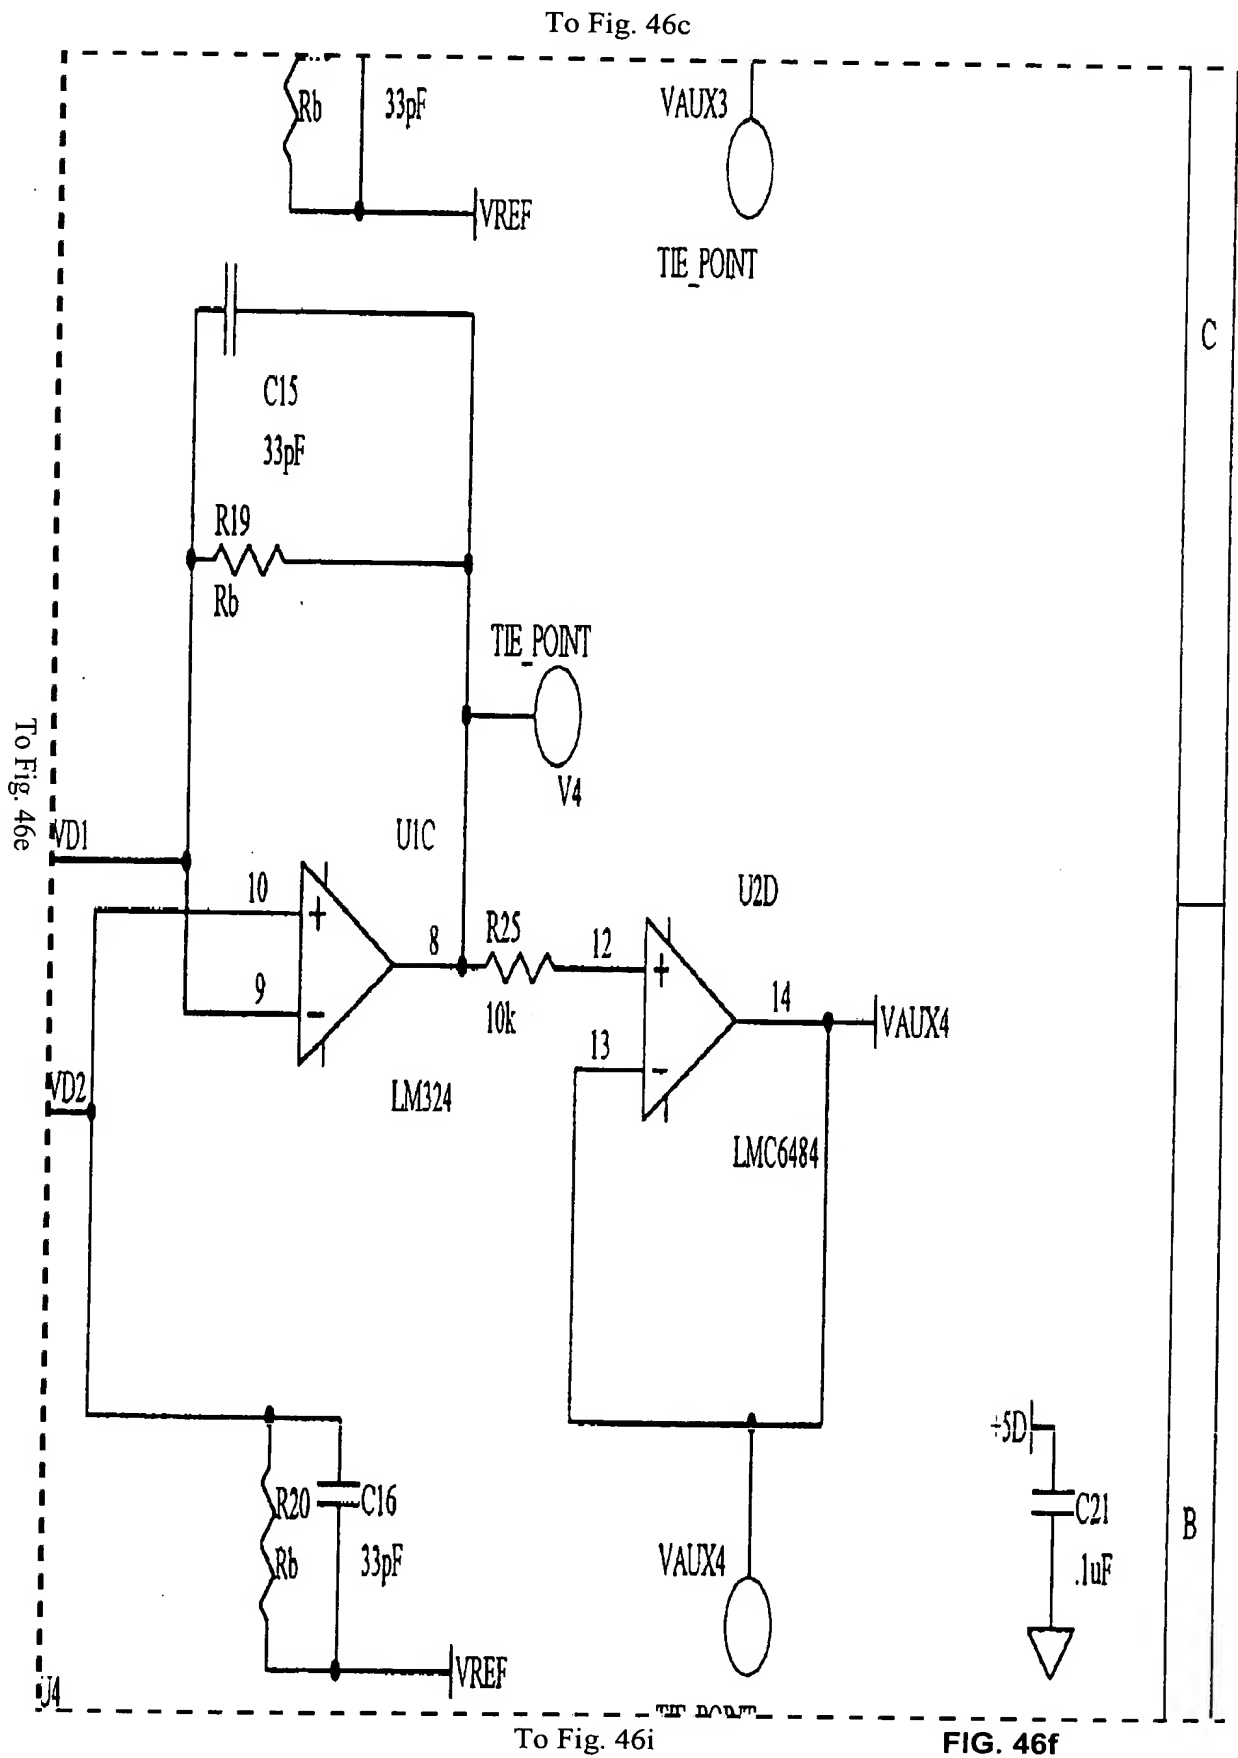 To Fig. 46c
Rb
33pF
VAUX3
VREF
TIE_POINT
C
C15
33pF
R19
Rb
TIE_POINT
V4
To Fig. 46e
VD1
U1C
10
+
8
9
-
R25
10k
12
+
U2D
14
VAUX4
13
-
VD2
LM324
LMC6484
+5D
R20
C16
C21
B
Rb
33pF
VAUX4
.1uF
VREF
U4
TIE_POINT
To Fig. 46i
FIG. 46f